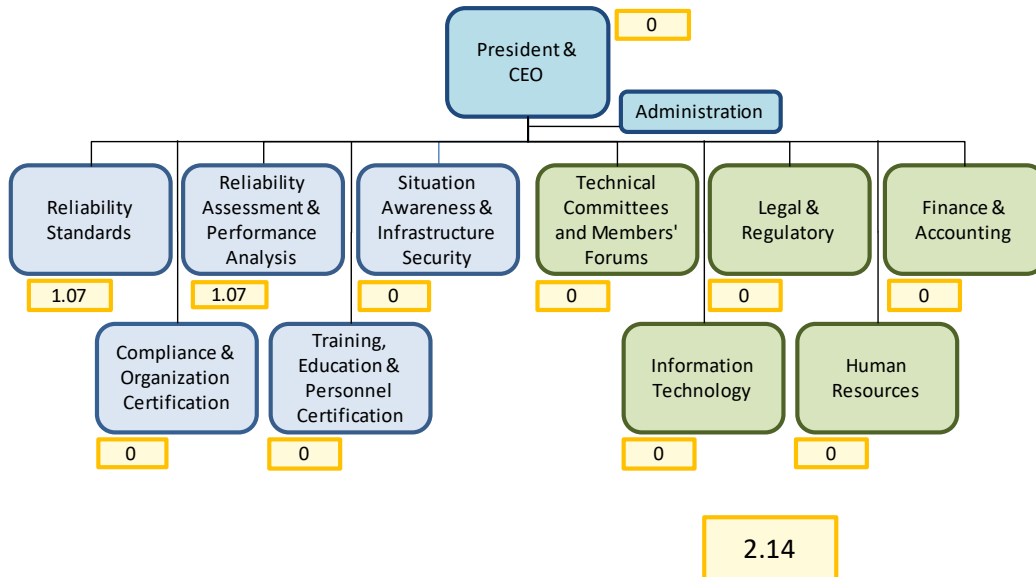 0
President &
CEO
Administration
Reliability
Standards
1.07
Reliability
Assessment &
Performance
Analysis
1.07
Situation
Awareness &
Infrastructure
Security
0
Technical
Committees
and Members'
Forums
0
Legal &
Regulatory
0
Finance &
Accounting
0
Compliance &
Organization
Certification
0
Training,
Education &
Personnel
Certification
0
Information
Technology
0
Human
Resources
0
2.14